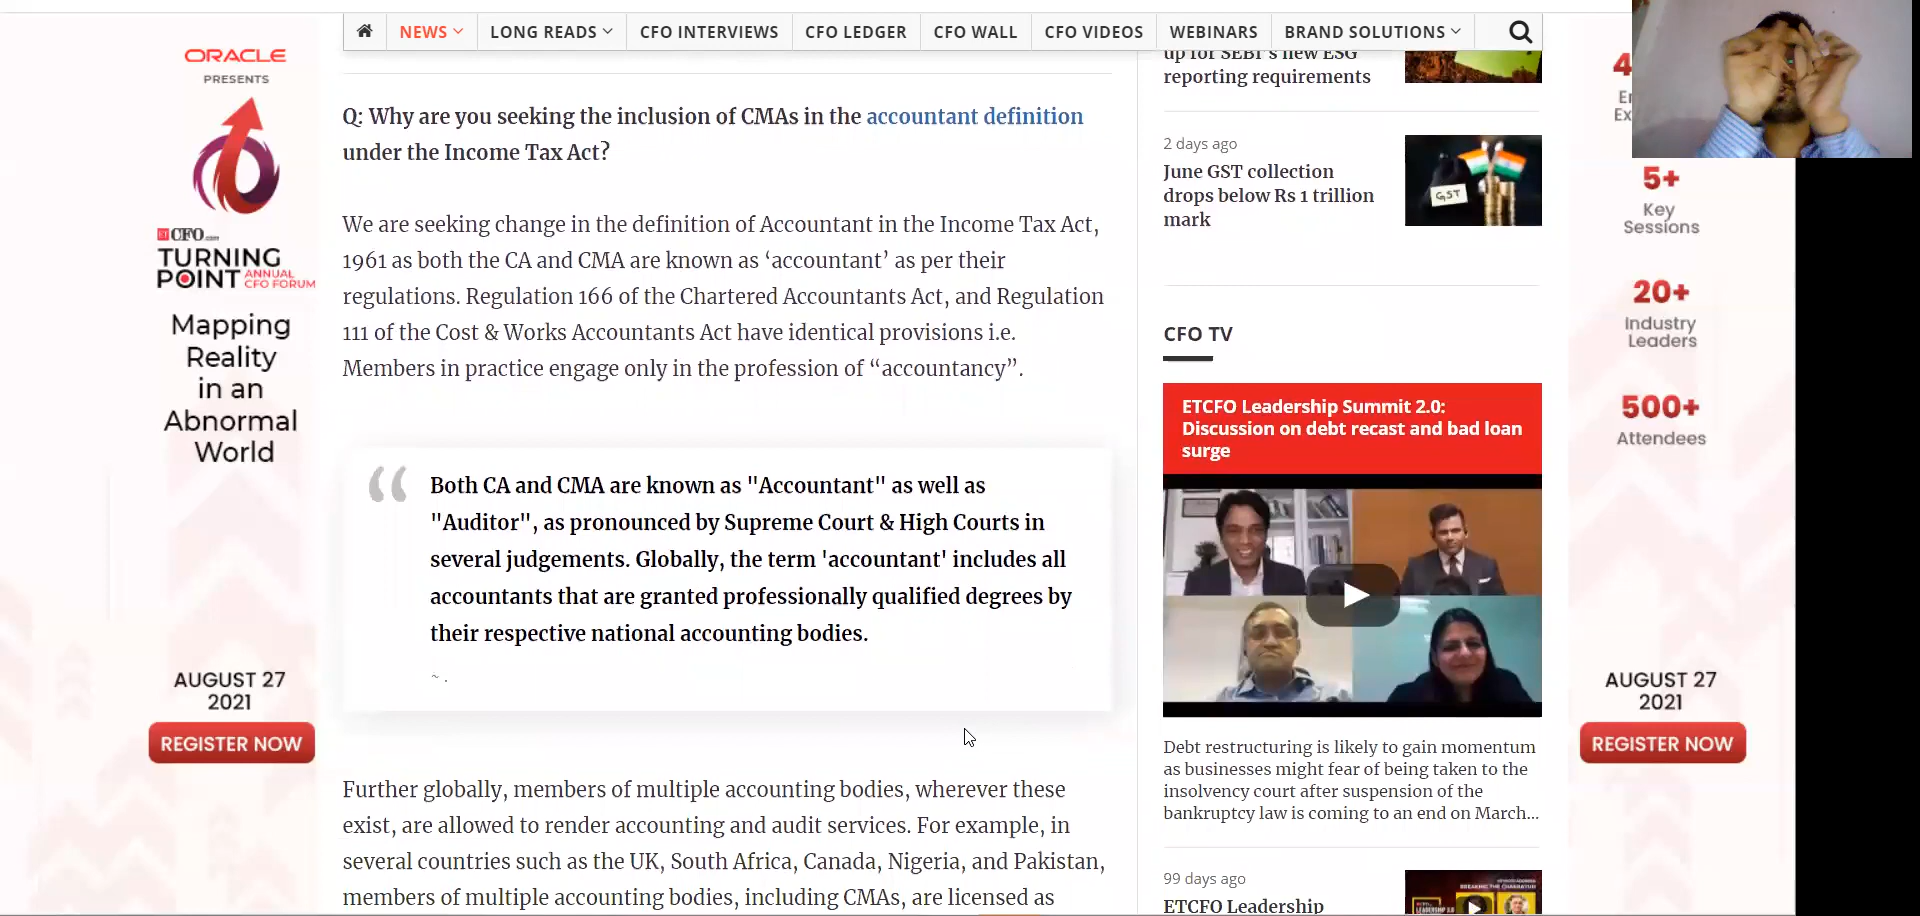 NEWS
LONG READS
CFO INTERVIEWS
CFO LEDGER
CFO WALL
CFO VIDEOS
WEBINARS
BRAND SOLUTIONS
ORACLE
PRESENTS
ET CFO
TURNING
POINT ANNUAL
CFO FORUM
Mapping
Reality
in an
Abnormal
World
AUGUST 27
2021
REGISTER NOW
Q: Why are you seeking the inclusion of CMAs in the accountant definition
under the Income Tax Act?
We are seeking change in the definition of Accountant in the Income Tax Act,
1961 as both the CA and CMA are known as ‘accountant’ as per their
regulations. Regulation 166 of the Chartered Accountants Act, and Regulation
111 of the Cost & Works Accountants Act have identical provisions i.e.
Members in practice engage only in the profession of “accountancy”.
“
Both CA and CMA are known as "Accountant" as well as
"Auditor", as pronounced by Supreme Court & High Courts in
several judgements. Globally, the term 'accountant' includes all
accountants that are granted professionally qualified degrees by
their respective national accounting bodies.
~ .
Further globally, members of multiple accounting bodies, wherever these
exist, are allowed to render accounting and audit services. For example, in
several countries such as the UK, South Africa, Canada, Nigeria, and Pakistan,
members of multiple accounting bodies, including CMAs, are licensed as
up for SEBI's new ESG
reporting requirements
2 days ago
June GST collection
drops below Rs 1 trillion
mark
GST
CFO TV
ETCFO Leadership Summit 2.0:
Discussion on debt recast and bad loan
surge
Debt restructuring is likely to gain momentum
as businesses might fear of being taken to the
insolvency court after suspension of the
bankruptcy law is coming to an end on March...
99 days ago
ETCFO Leadership
BREAKING THE
4
5+
Key
Sessions
20+
Industry
Leaders
500+
Attendees
AUGUST 27
2021
REGISTER NOW